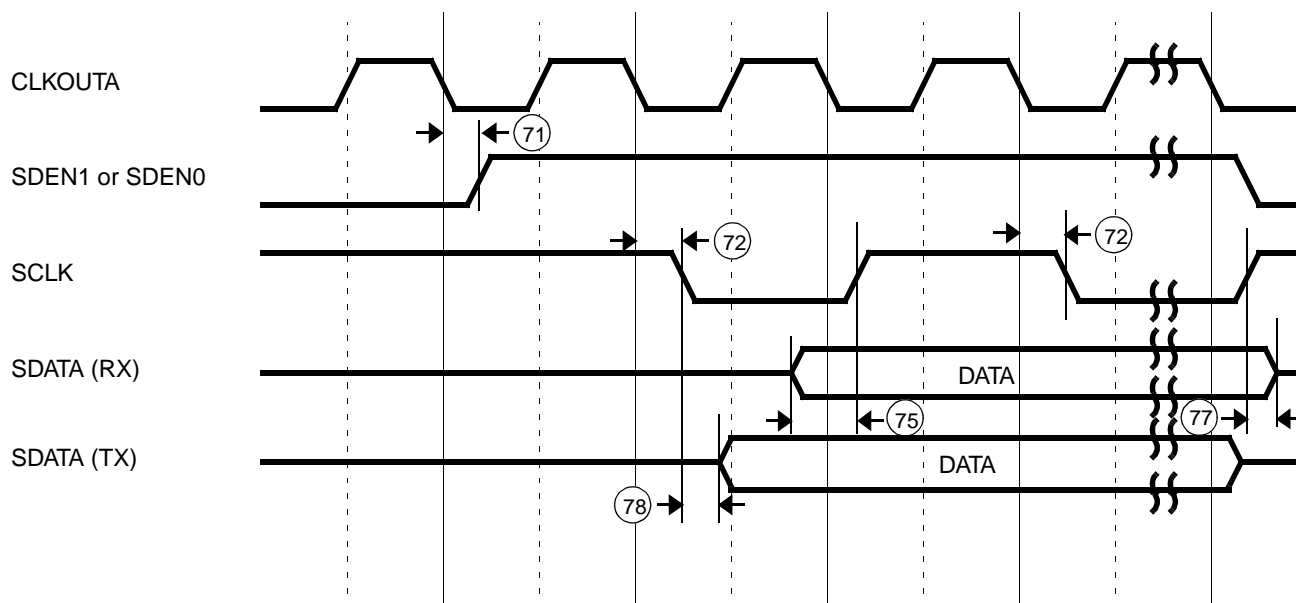 CLKOUTA
71
SDEN1 or SDEN0
72
72
SCLK
SDATA (RX)
DATA
75
77
SDATA (TX)
DATA
78